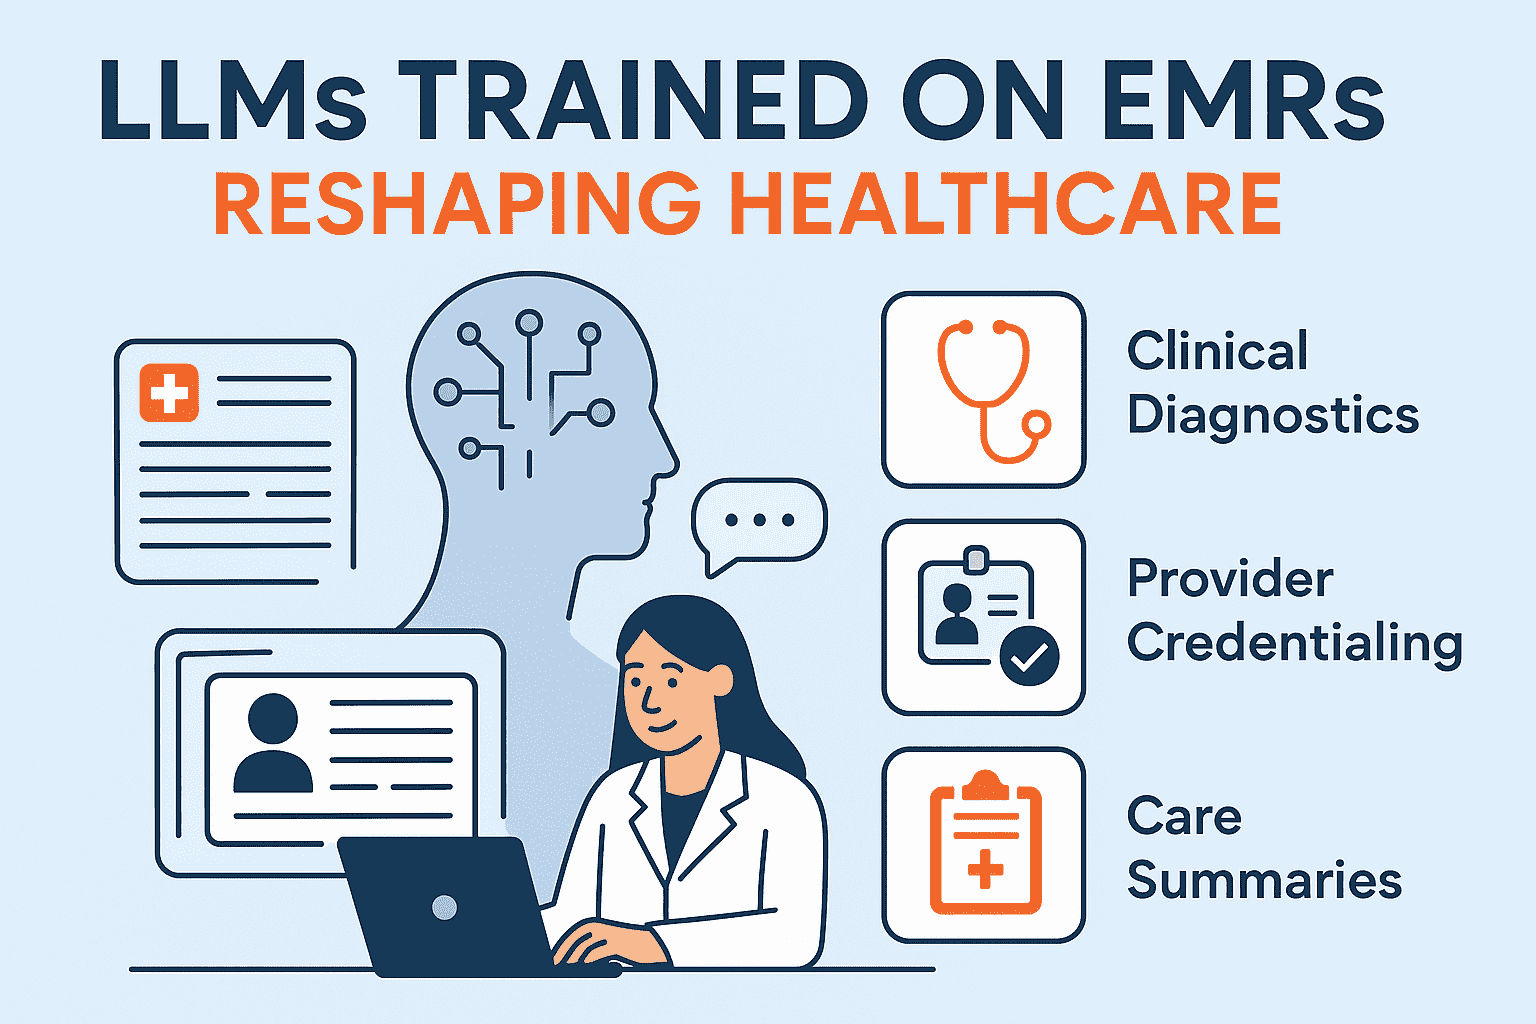 LLMs TRAINED ON EMRs
RESHAPING HEALTHCARE
Clinical
Diagnostics
Provider
Credentialing
Care
Summaries